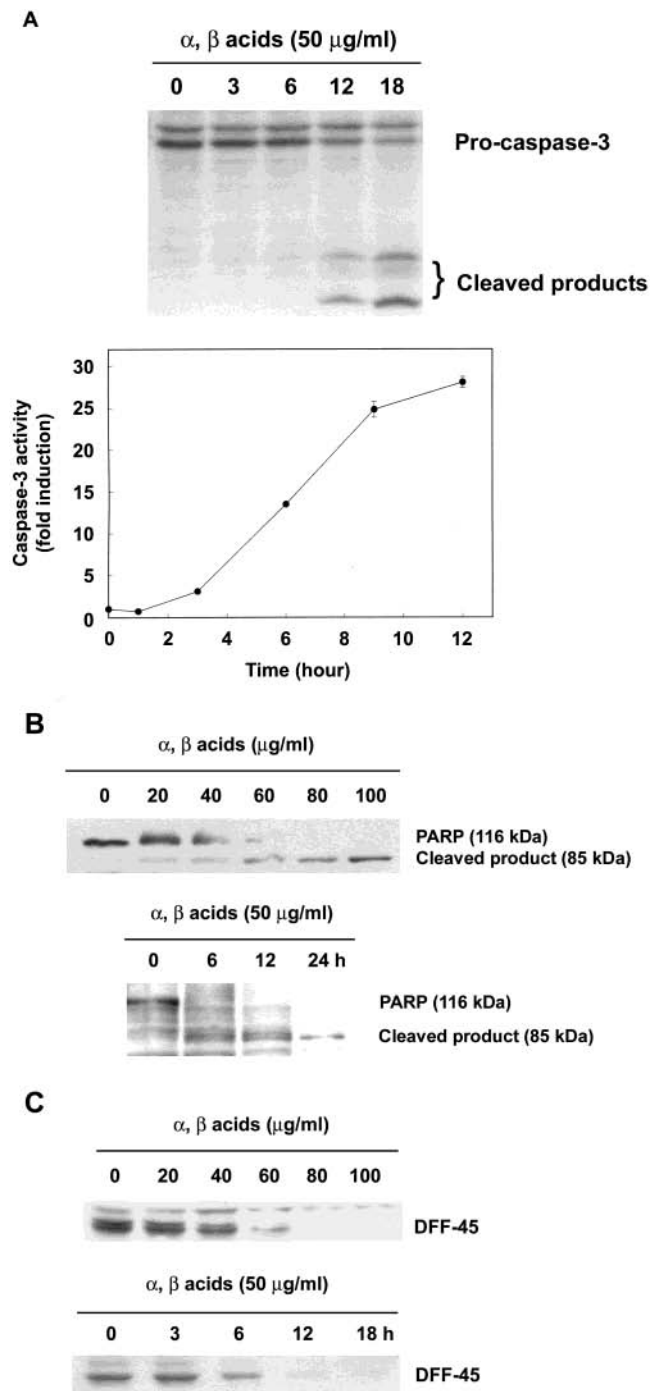 A
α, β acids (50 μg/ml)
0 3 6 12 18
Pro-caspase-3
} Cleaved products
30
25
20
15
10
5
0
Caspase-3 activity
(fold induction)
0 2 4 6 8 10 12
Time (hour)
B
α, β acids (μg/ml)
0 20 40 60 80 100
PARP (116 kDa)
Cleaved product (85 kDa)
α, β acids (50 μg/ml)
0 6 12 24 h
PARP (116 kDa)
Cleaved product (85 kDa)
C
α, β acids (μg/ml)
0 20 40 60 80 100
DFF-45
α, β acids (50 μg/ml)
0 3 6 12 18 h
DFF-45